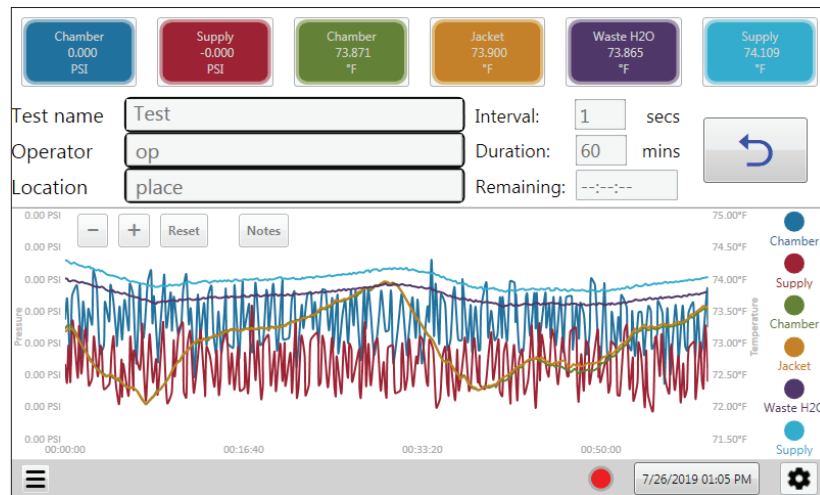 Chamber
0.000
PSI
Supply
-0.000
PSI
Chamber
73.871
°F
Jacket
73.900
°F
Waste H2O
73.865
°F
Supply
74.109
°F
Test name Test Interval: 1 secs
Operator op Duration: 60 mins
Location place Remaining: --:--:--
− + Reset Notes
0.00 PSI 75.00°F
0.00 PSI 74.50°F
0.00 PSI 74.00°F
0.00 PSI 73.50°F
0.00 PSI 73.00°F
0.00 PSI 72.50°F
0.00 PSI 72.00°F
0.00 PSI 71.50°F
Pressure
Temperature
00:00:00 00:16:40 00:33:20 00:50:00
Chamber
Supply
Chamber
Jacket
Waste H2O
Supply
7/26/2019 01:05 PM